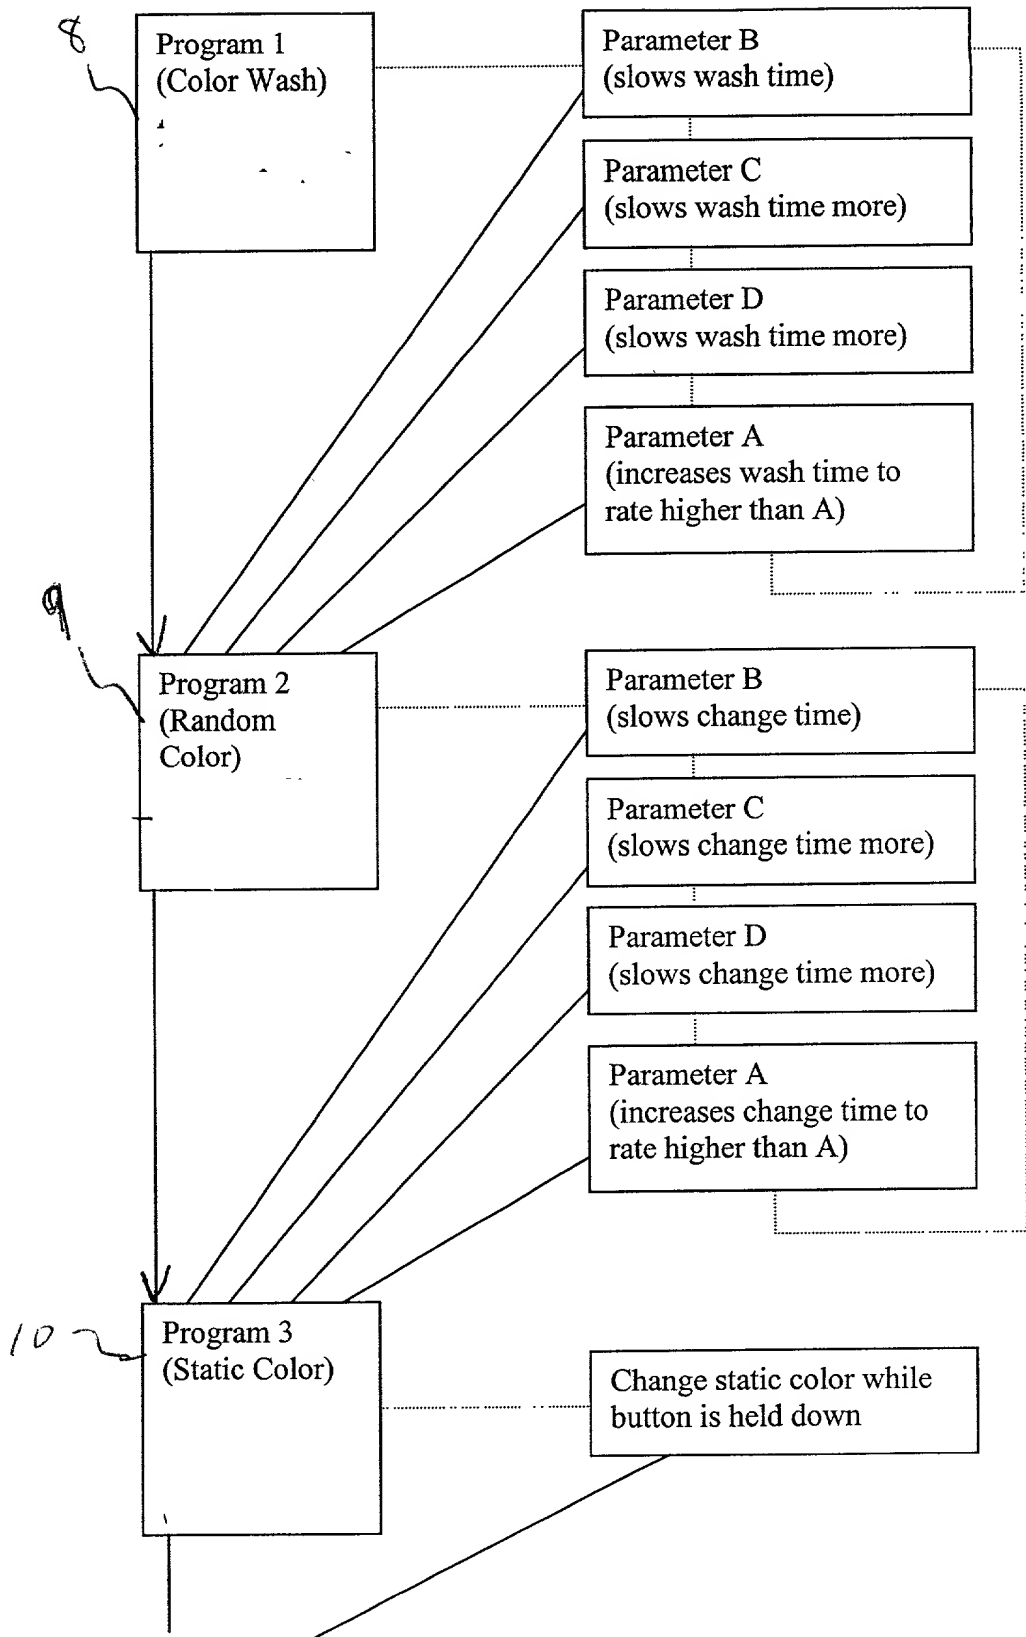 8
Program 1
(Color Wash)
Parameter B
(slows wash time)
Parameter C
(slows wash time more)
Parameter D
(slows wash time more)
Parameter A
(increases wash time to
rate higher than A)
9
Program 2
(Random
Color)
Parameter B
(slows change time)
Parameter C
(slows change time more)
Parameter D
(slows change time more)
Parameter A
(increases change time to
rate higher than A)
10
Program 3
(Static Color)
Change static color while
button is held down